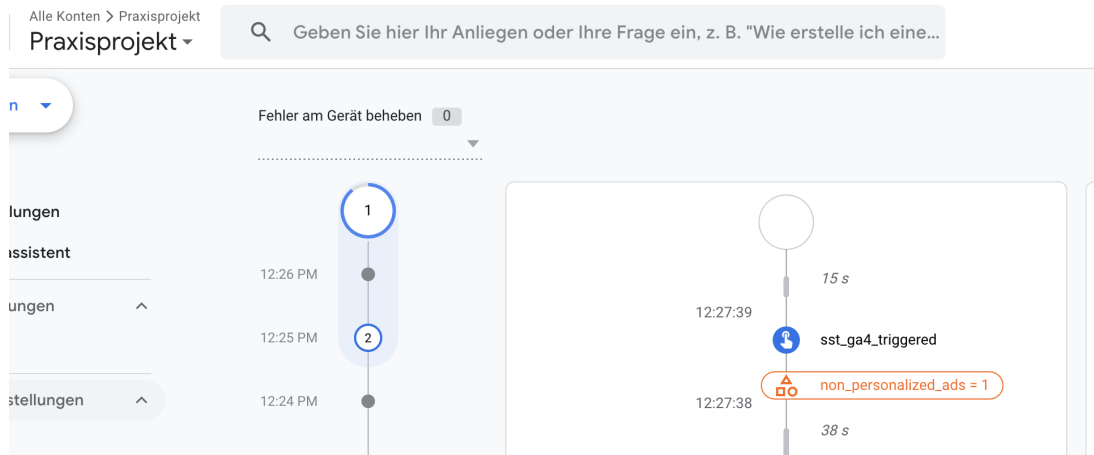 Alle Konten > Praxisprojekt
Praxisprojekt
Geben Sie hier Ihr Anliegen oder Ihre Frage ein, z. B. "Wie erstelle ich eine...
n
Fehler am Gerät beheben 0
lungen
assistent
ungen
stellungen
1
12:26 PM
12:25 PM 2
12:24 PM
15 s
12:27:39
sst_ga4_triggered
non_personalized_ads = 1
12:27:38
38 s